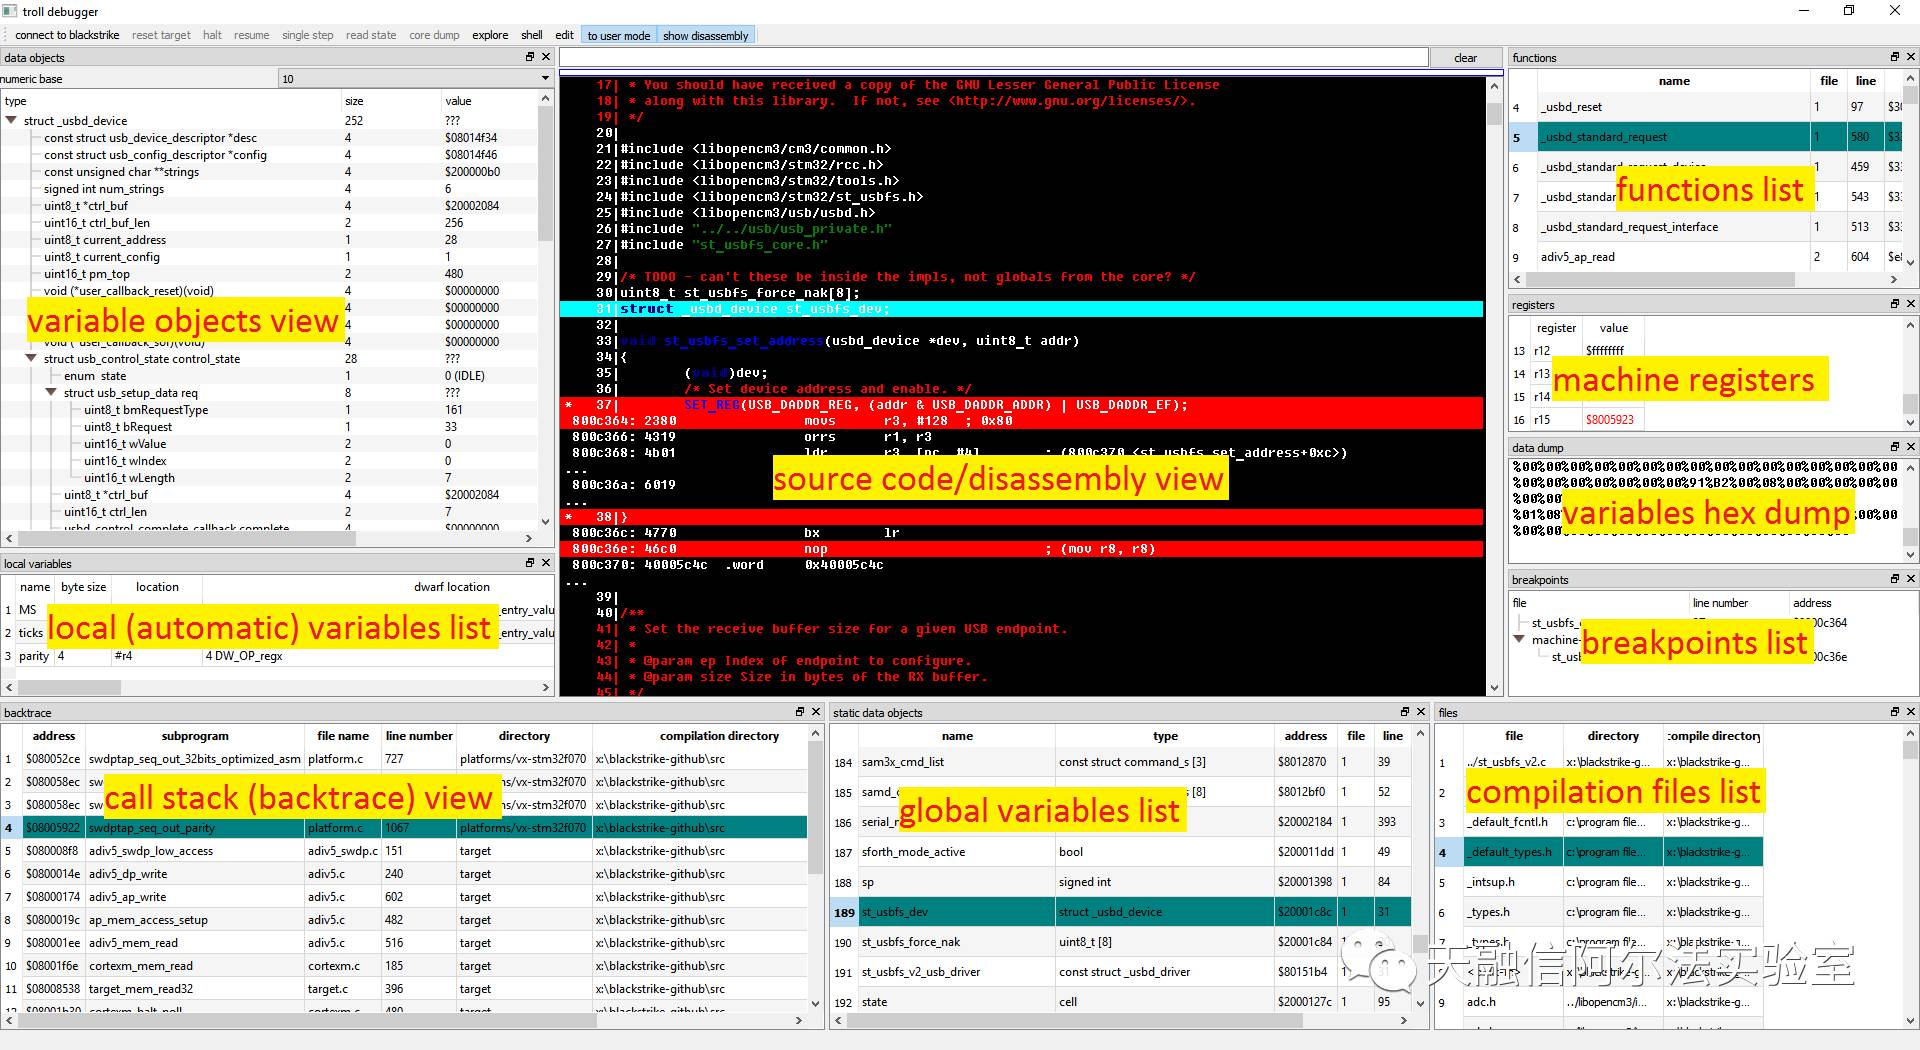 troll debugger
connect to blackstrike reset target halt resume single step read state core dump explore shell edit to user mode show disassembly
data objects
numeric base 10
type size value
struct _usbd_device 252 ???
const struct usb_device_descriptor *desc 4 $08014f34
const struct usb_config_descriptor *config 4 $08014f46
const unsigned char **strings 4 $200000b0
signed int num_strings 4 6
uint8_t *ctrl_buf 4 $20002084
uint16_t ctrl_buf_len 2 256
uint8_t current_address 1 28
uint8_t current_config 1 1
uint16_t pm_top 2 480
void (*user_callback_reset)(void) 4 $00000000
4 $00000000
variable objects view
4 $00000000
4 $00000000
struct usb_control_state control_state 28 ???
enum state 1 0 (IDLE)
struct usb_setup_data req 8 ???
uint8_t bmRequestType 1 161
uint8_t bRequest 1 33
uint16_t wValue 2 0
uint16_t wIndex 2 0
uint16_t wLength 2 7
uint8_t *ctrl_buf 4 $20002084
uint16_t ctrl_len 2 7
usbd_control_complete_callback complete 4 $00000000
local variables
name byte size location dwarf location
1 MS _entry_valu
local (automatic) variables list
2 ticks _entry_valu
3 parity 4 #r4 4 DW_OP_regx
clear
17| * You should have received a copy of the GNU Lesser General Public License
18| * along with this library.  If not, see <http://www.gnu.org/licenses/>.
19| */
20|
21|#include <libopencm3/cm3/common.h>
22|#include <libopencm3/stm32/rcc.h>
23|#include <libopencm3/stm32/tools.h>
24|#include <libopencm3/stm32/st_usbfs.h>
25|#include <libopencm3/usb/usbd.h>
26|#include "../../usb/usb_private.h"
27|#include "st_usbfs_core.h"
28|
29|/* TODO - can't these be inside the impls, not globals from the core? */
30|uint8_t st_usbfs_force_nak[8];
31|struct _usbd_device st_usbfs_dev;
32|
33|void st_usbfs_set_address(usbd_device *dev, uint8_t addr)
34|{
35| (void)dev;
36| /* Set device address and enable. */
* 37| SET_REG(USB_DADDR_REG, (addr & USB_DADDR_ADDR) | USB_DADDR_EF);
800c364: 2380 movs r3, #128 ; 0x80
800c366: 4319 orrs r1, r3
800c368: 4b01 ldr r3, [pc, #4] ; (800c370 <st_usbfs_set_address+0xc>)
...
source code/disassembly view
800c36a: 6019
...
* 38|}
800c36c: 4770 bx lr
800c36e: 46c0 nop ; (mov r8, r8)
800c370: 40005c4c .word 0x40005c4c
...
39|
40|/**
41| * Set the receive buffer size for a given USB endpoint.
42| *
43| * @param ep Index of endpoint to configure.
44| * @param size Size in bytes of the RX buffer.
45| */
functions
name file line
4 _usbd_reset 1 97
5 _usbd_standard_request 1 580
6 _usbd_standard_request_device 1 459
functions list
7 _usbd_stan 1 543
8 _usbd_standard_request_interface 1 513
9 adiv5_ap_read 2 604
registers
register value
13 r12 $ffffffff
14 r13
machine registers
15 r14
16 r15 $8005923
data dump
%00%00%00%00%00%00%00%00%00%00%00%00%00%00%00%00
%00%00%00%00%00%00%00%91%B2%00%08%00%00%00%00%00
%00%00
variables hex dump
%01%08 %00%00
%00%00
breakpoints
file line number address
st_usbfs_ c364
machine-
breakpoints list
st_usb 00c36e
backtrace
address subprogram file name line number directory compilation directory
1 $080052ce swdptap_seq_out_32bits_optimized_asm platform.c 727 platforms/vx-stm32f070 x:\blackstrike-github\src
2 $080058ec sw platforms/vx-stm32f070 x:\blackstrike-github\src
call stack (backtrace) view
3 $080058ec sw platforms/vx-stm32f070 x:\blackstrike-github\src
4 $08005922 swdptap_seq_out_parity platform.c 1067 platforms/vx-stm32f070 x:\blackstrike-github\src
5 $080008f8 adiv5_swdp_low_access adiv5_swdp.c 151 target x:\blackstrike-github\src
6 $0800014e adiv5_dp_write adiv5.c 240 target x:\blackstrike-github\src
7 $08000174 adiv5_ap_write adiv5.c 602 target x:\blackstrike-github\src
8 $0800019c ap_mem_access_setup adiv5.c 482 target x:\blackstrike-github\src
9 $080001ee adiv5_mem_read adiv5.c 516 target x:\blackstrike-github\src
10 $08001f6e cortexm_mem_read cortexm.c 185 target x:\blackstrike-github\src
11 $08008538 target_mem_read32 target.c 396 target x:\blackstrike-github\src
12 $08001b30 cortexm_halt_poll cortexm.c 480 target x:\blackstrike-github\src
static data objects
name type address file line
184 sam3x_cmd_list const struct command_s [3] $8012870 1 39
185 samd_ [8] $8012bf0 1 52
global variables list
186 serial_ $20002184 1 393
187 sforth_mode_active bool $200011dd 1 49
188 sp signed int $20001398 1 84
189 st_usbfs_dev struct _usbd_device $20001c8c 1 31
190 st_usbfs_force_nak uint8_t [8] $20001c84 1
191 st_usbfs_v2_usb_driver const struct _usbd_driver $80151b4 1 31
192 state cell $2000127c 1 95
files
file directory :compile directory
1 ../st_usbfs_v2.c x:\blackstrike-g... x:\blackstrike-g...
2
compilation files list
3 _default_fcntl.h c:\program file... x:\blackstrike-g...
4 _default_types.h c:\program file... x:\blackstrike-g...
5 _intsup.h c:\program file... x:\blackstrike-g...
6 _types.h c:\program file... x:\blackstrike-g...
7 _types.h c:\program file... x:\blackstrike-g...
天融信阿尔法实验室
9 adc.h ../libopencm3/i... x:\blackstrike-g...